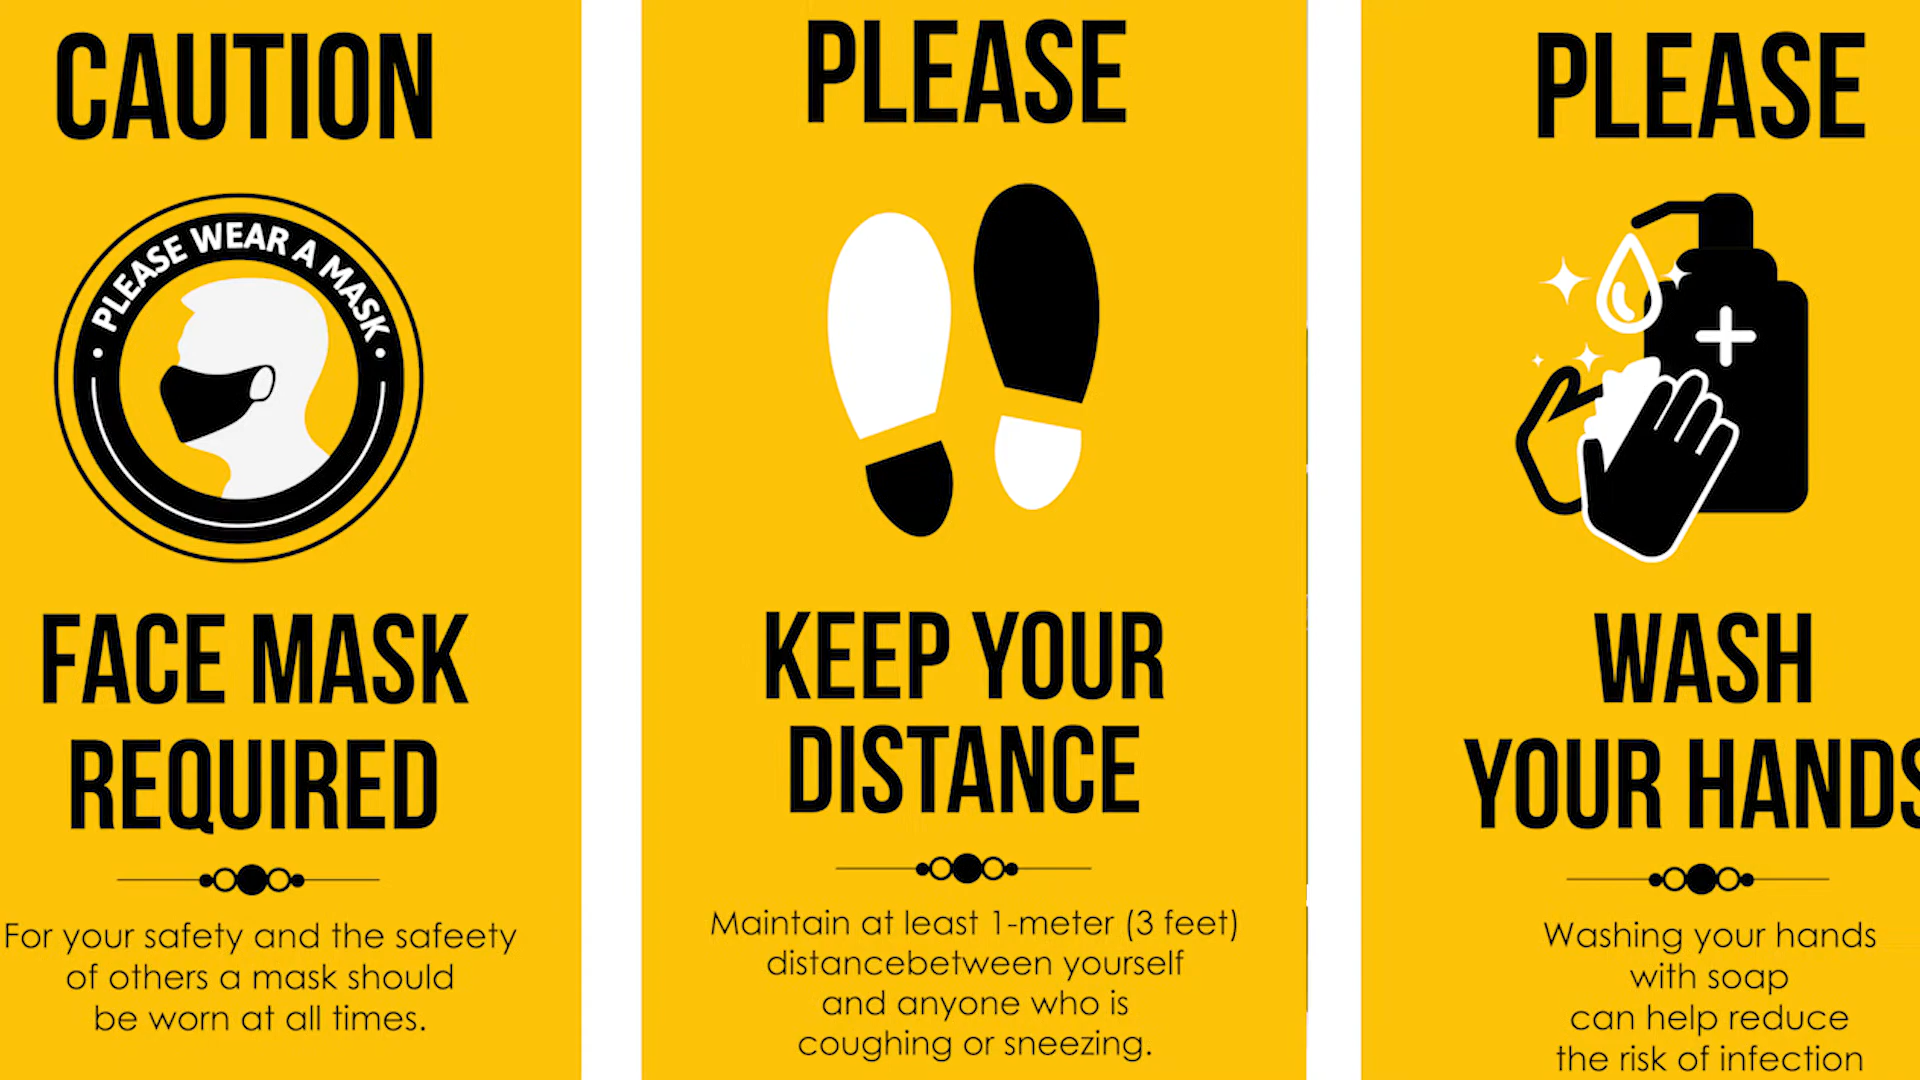 CAUTION
PLEASE WEAR A MASK
FACE MASK
REQUIRED
For your safety and the safeety
of others a mask should
be worn at all times.
PLEASE
KEEP YOUR
DISTANCE
Maintain at least 1-meter (3 feet)
distancebetween yourself
and anyone who is
coughing or sneezing.
PLEASE
WASH
YOUR HANDS
Washing your hands
with soap
can help reduce
the risk of infection